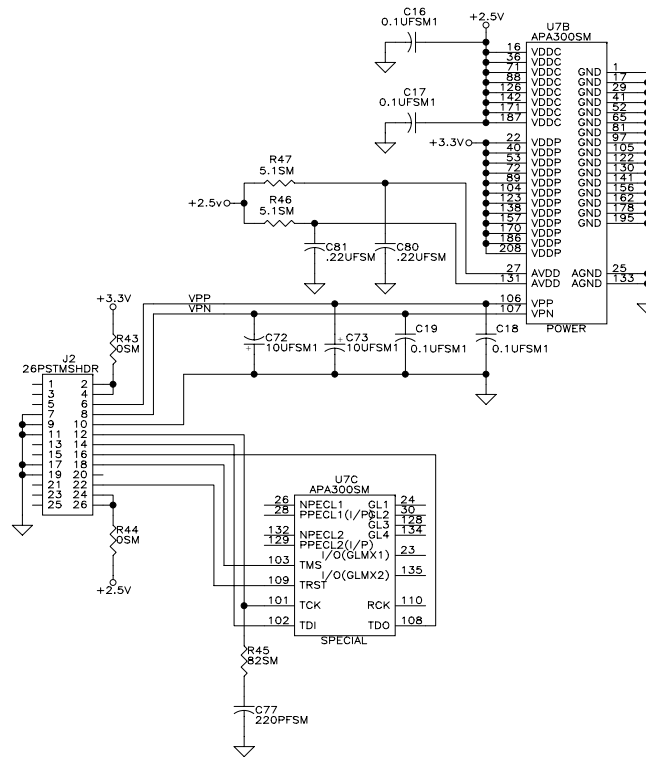 C16
0.1UFSM1
+2.5V
U7B
APA300SM
16 VDDC
36 VDDC
71 VDDC GND 1
88 VDDC GND 17
126 VDDC GND 29
142 VDDC GND 41
171 VDDC GND 52
187 VDDC GND 65
GND 81
22 VDDP GND 97
40 VDDP GND 105
53 VDDP GND 122
72 VDDP GND 130
89 VDDP GND 141
104 VDDP GND 156
123 VDDP GND 162
138 VDDP GND 178
157 VDDP GND 195
170 VDDP
186 VDDP
208 VDDP
27 AVDD AGND 25
131 AVDD AGND 133
106 VPP
107 VPN
POWER
C17
0.1UFSM1
+3.3V
R47
5.1SM
+2.5v
R46
5.1SM
C81
.22UFSM
C80
.22UFSM
VPP
VPN
C72
10UFSM1
+
C73
10UFSM1
+
C19
0.1UFSM1
C18
0.1UFSM1
+3.3V
R43
0SM
J2
26PSTMSHDR
1 2
3 4
5 6
7 8
9 10
11 12
13 14
15 16
17 18
19 20
21 22
23 24
25 26
R44
0SM
+2.5V
U7C
APA300SM
26 NPECL1 GL1 24
28 PPECL1(I/P) GL2 30
GL3 128
132 NPECL2 GL4 134
129 PPECL2(I/P)
I/O(GLMX1) 23
103 TMS
I/O(GLMX2) 135
109 TRST
101 TCK RCK 110
102 TDI TDO 108
SPECIAL
R45
82SM
C77
220PFSM